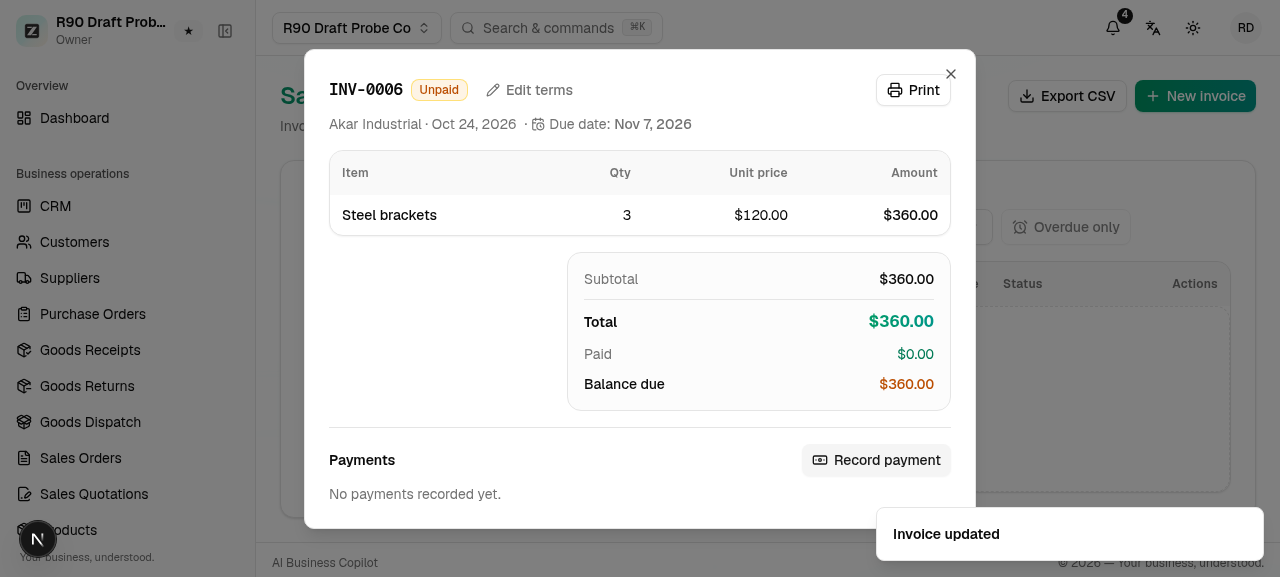 R90 Draft Prob...
Owner
R90 Draft Probe Co
Search & commands
⌘K
4
RD
Overview
Dashboard
Business operations
CRM
Customers
Suppliers
Purchase Orders
Goods Receipts
Goods Returns
Goods Dispatch
Sales Orders
Sales Quotations
oducts
Your business, understood.
Sa
Invo
Export CSV
New invoice
Overdue only
Status
Actions
INV-0006
Unpaid
Edit terms
Print
Akar Industrial · Oct 24, 2026 · Due date: Nov 7, 2026
Item Qty Unit price Amount
Steel brackets 3 $120.00 $360.00
Subtotal $360.00
Total $360.00
Paid $0.00
Balance due $360.00
Payments
Record payment
No payments recorded yet.
Invoice updated
AI Business Copilot
© 2026 — Your business, understood.